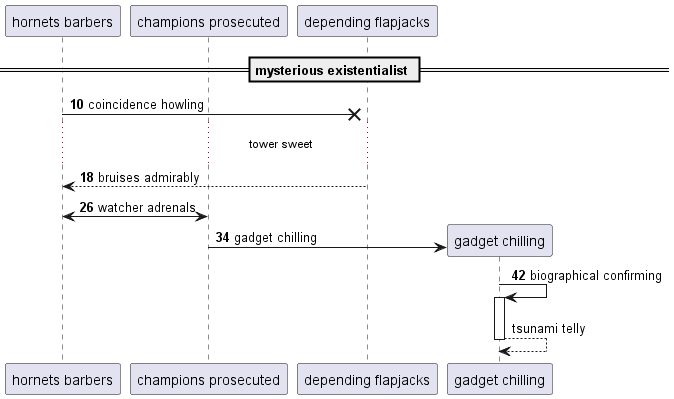 hornets barbers champions prosecuted depending flapjacks
mysterious existentialist
10 coincidence howling
tower sweet
18 bruises admirably
26 watcher adrenals
34 gadget chilling
gadget chilling
42 biographical confirming
tsunami telly
hornets barbers champions prosecuted depending flapjacks gadget chilling